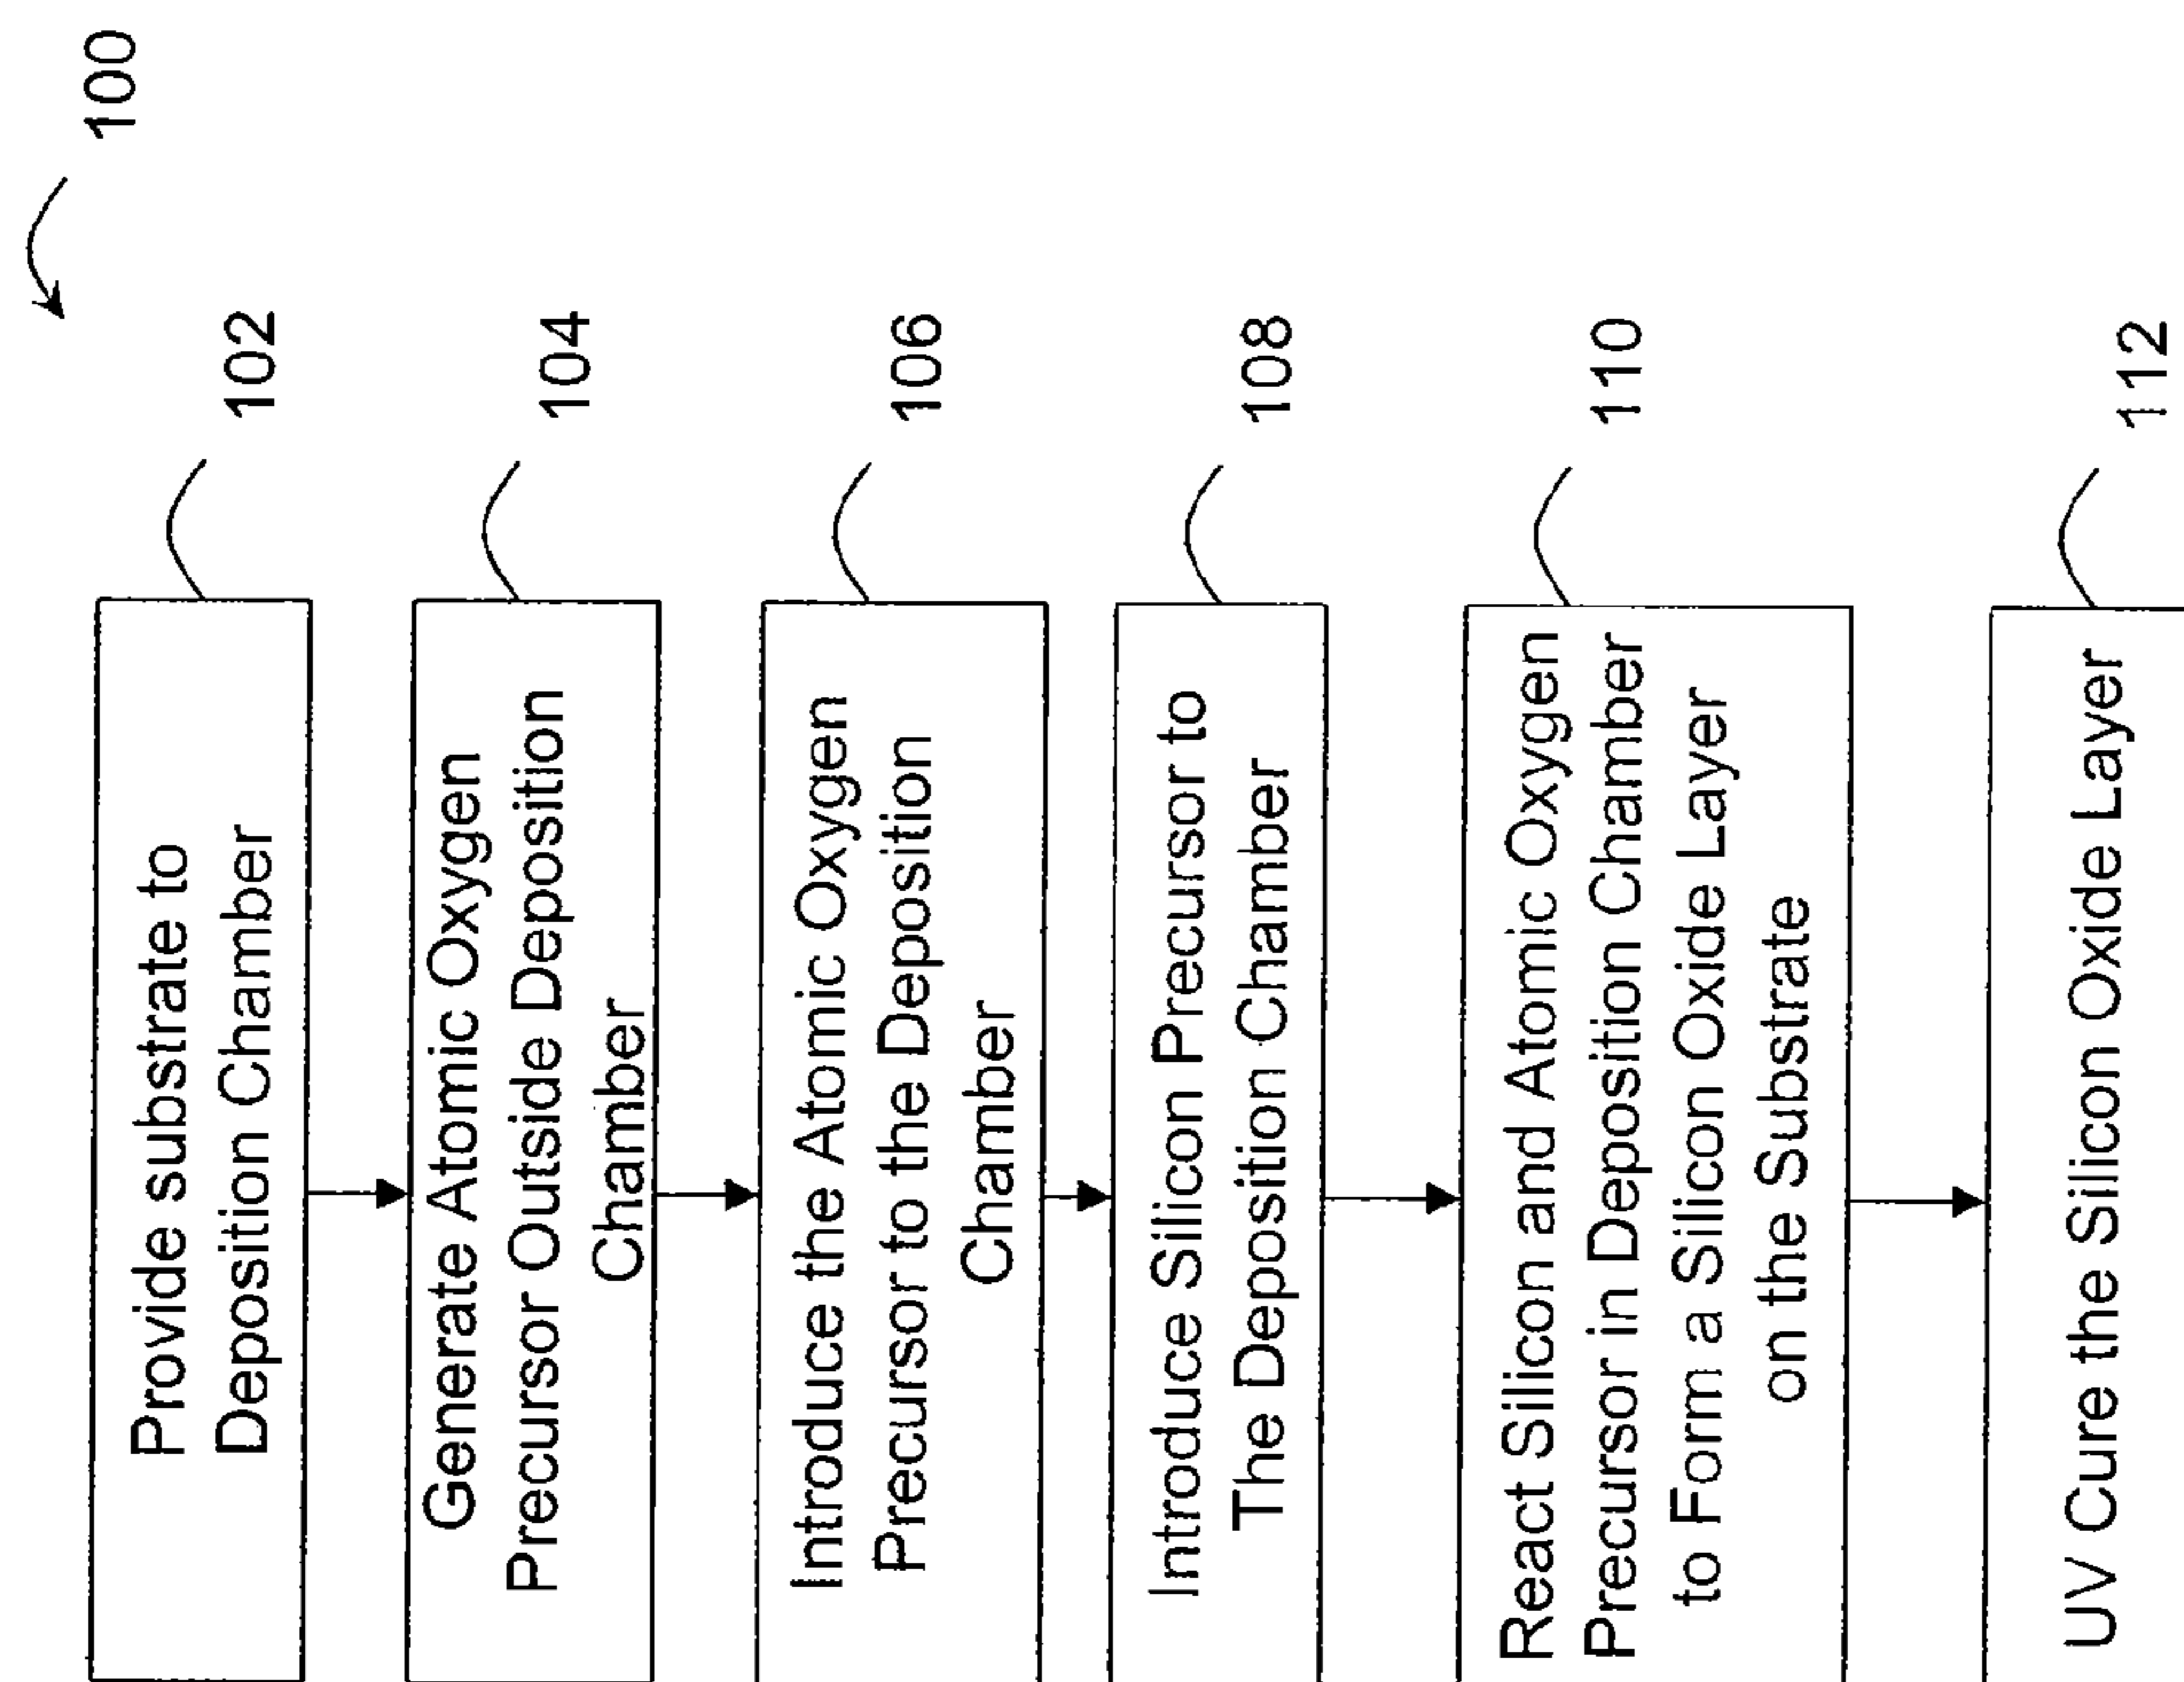 100
Provide substrate to
Deposition Chamber
102
Generate Atomic Oxygen
Precursor Outside Deposition
Chamber
104
Introduce the Atomic Oxygen
Precursor to the Deposition
Chamber
106
Introduce Silicon Precursor to
The Deposition Chamber
108
React Silicon and Atomic Oxygen
Precursor in Deposition Chamber
to Form a Silicon Oxide Layer
on the Substrate
110
UV Cure the Silicon Oxide Layer
112